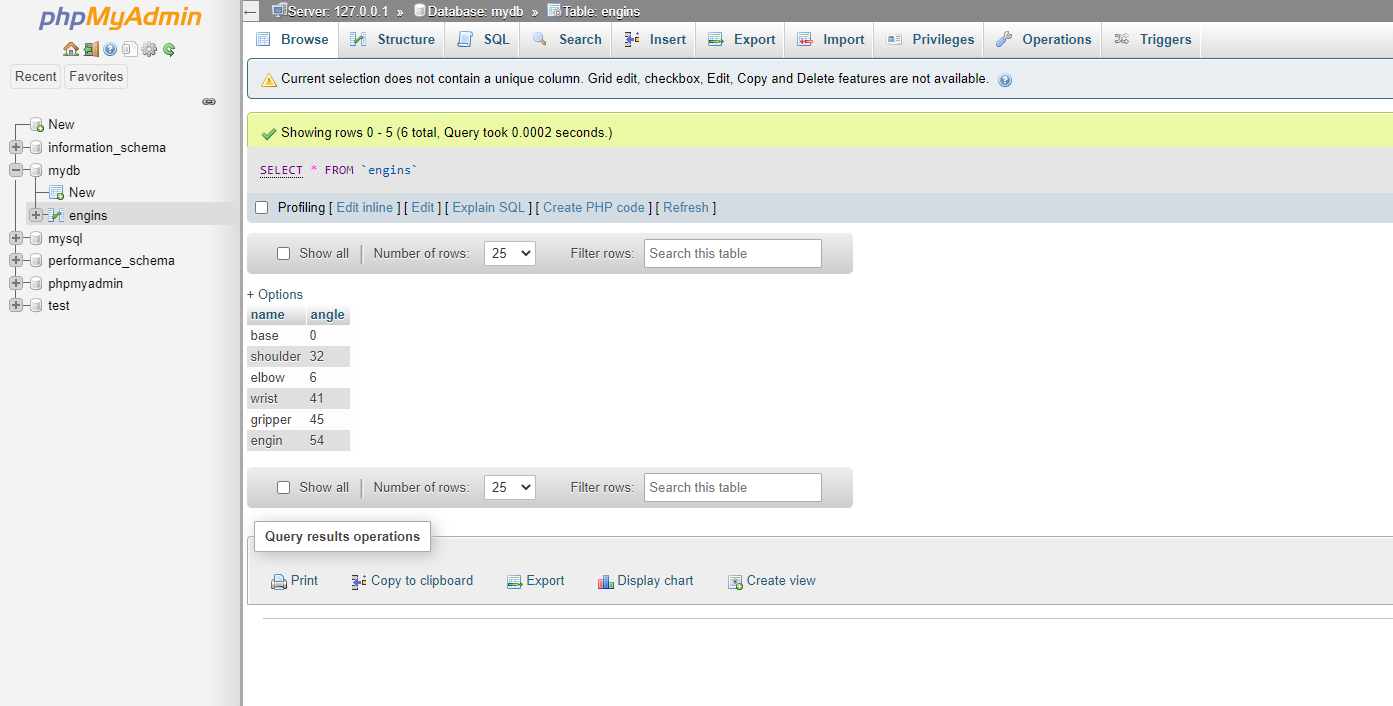 phpMyAdmin
Recent Favorites
New
information_schema
mydb
New
engins
mysql
performance_schema
phpmyadmin
test
Server: 127.0.0.1 » Database: mydb » Table: engins
Browse Structure SQL Search Insert Export Import Privileges Operations Triggers
Current selection does not contain a unique column. Grid edit, checkbox, Edit, Copy and Delete features are not available.
Showing rows 0 - 5 (6 total, Query took 0.0002 seconds.)
SELECT * FROM `engins`
Profiling [ Edit inline ] [ Edit ] [ Explain SQL ] [ Create PHP code ] [ Refresh ]
Show all | Number of rows: 25 Filter rows: Search this table
+ Options
name angle
base 0
shoulder 32
elbow 6
wrist 41
gripper 45
engin 54
Show all | Number of rows: 25 Filter rows: Search this table
Query results operations
Print Copy to clipboard Export Display chart Create view